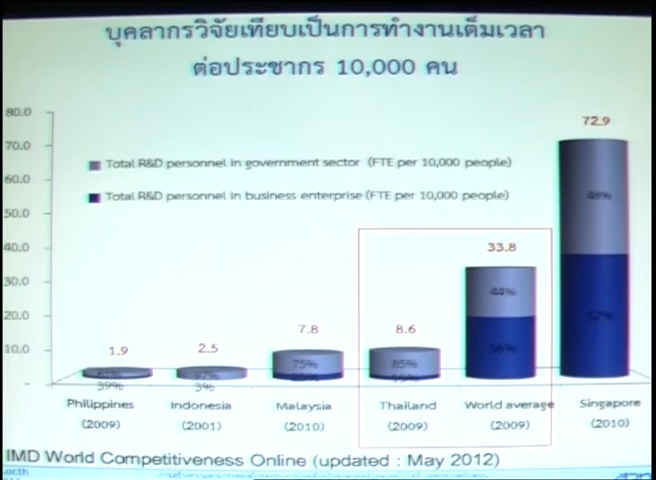 บุคลากรวิจัยเทียบเป็นการทำงานเต็มเวลา
ต่อประชากร 10,000 คน
80.0
70.0
60.0
50.0
40.0
30.0
20.0
10.0
-
Total R&D personnel in government sector (FTE per 10,000 people)
Total R&D personnel in business enterprise (FTE per 10,000 people)
1.9
2.5
7.8
8.6
33.8
72.9
39%
97%
3%
75%
85%
15%
44%
56%
48%
52%
Philippines
(2009)
Indonesia
(2001)
Malaysia
(2010)
Thailand
(2009)
World average
(2009)
Singapore
(2010)
IMD World Competitiveness Online (updated : May 2012)